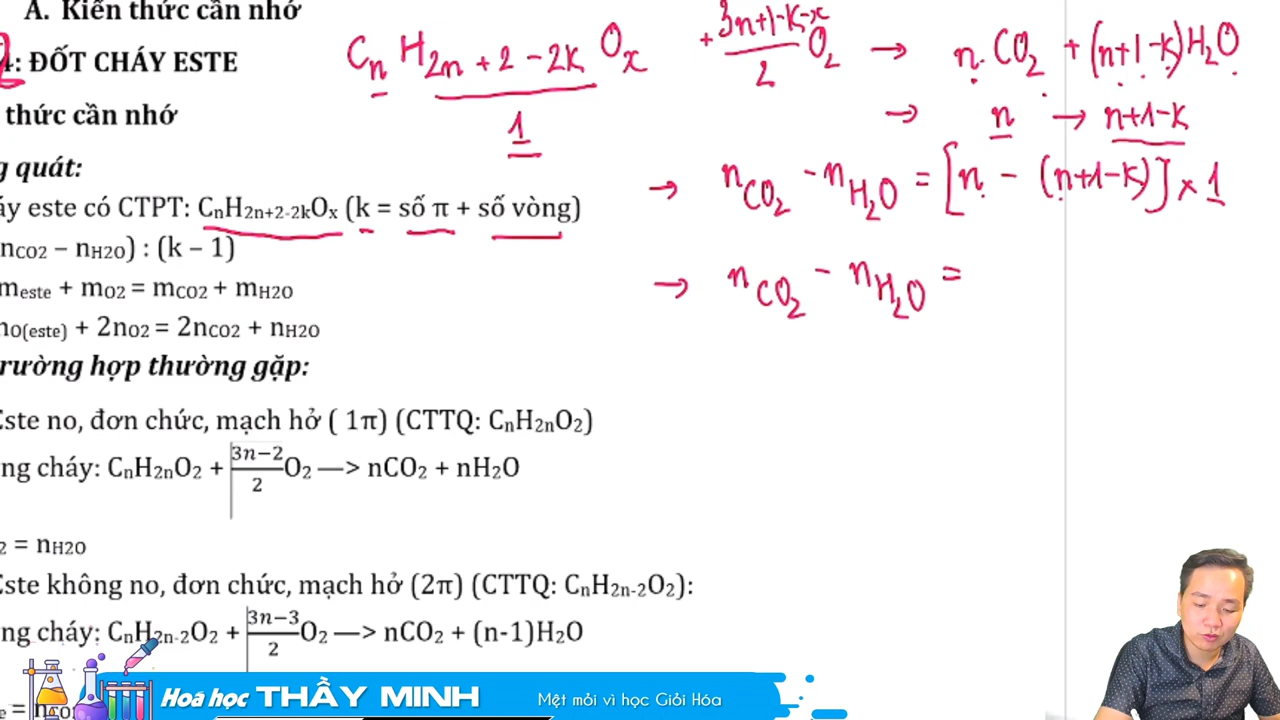 A. Kiến thức cần nhớ
4: ĐỐT CHÁY ESTE
thức cần nhớ
g quát:
áy este có CTPT: CnH2n+2-2kOx (k = số π + số vòng)
nCO2 – nH2O) : (k – 1)
meste + mO2 = mCO2 + mH2O
nO(este) + 2nO2 = 2nCO2 + nH2O
rường hợp thường gặp:
Este no, đơn chức, mạch hở ( 1π) (CTTQ: CnH2nO2)
ng cháy: CnH2nO2 + 3n−2/2 O2 —> nCO2 + nH2O
2 = nH2O
Este không no, đơn chức, mạch hở (2π) (CTTQ: CnH2n-2O2):
ng cháy: CnH2n-2O2 + 3n−3/2 O2 —> nCO2 + (n-1)H2O
CnH2n+2-2kOx + 3n+1-k-x/2 O2 → n CO2 + (n+1-k)H2O
1 → n → n+1-k
→ nCO2 - nH2O = [n - (n+1-k)] x 1
→ nCO2 - nH2O =
Hoá học THẦY MINH
Mệt mỏi vì học Giỏi Hóa